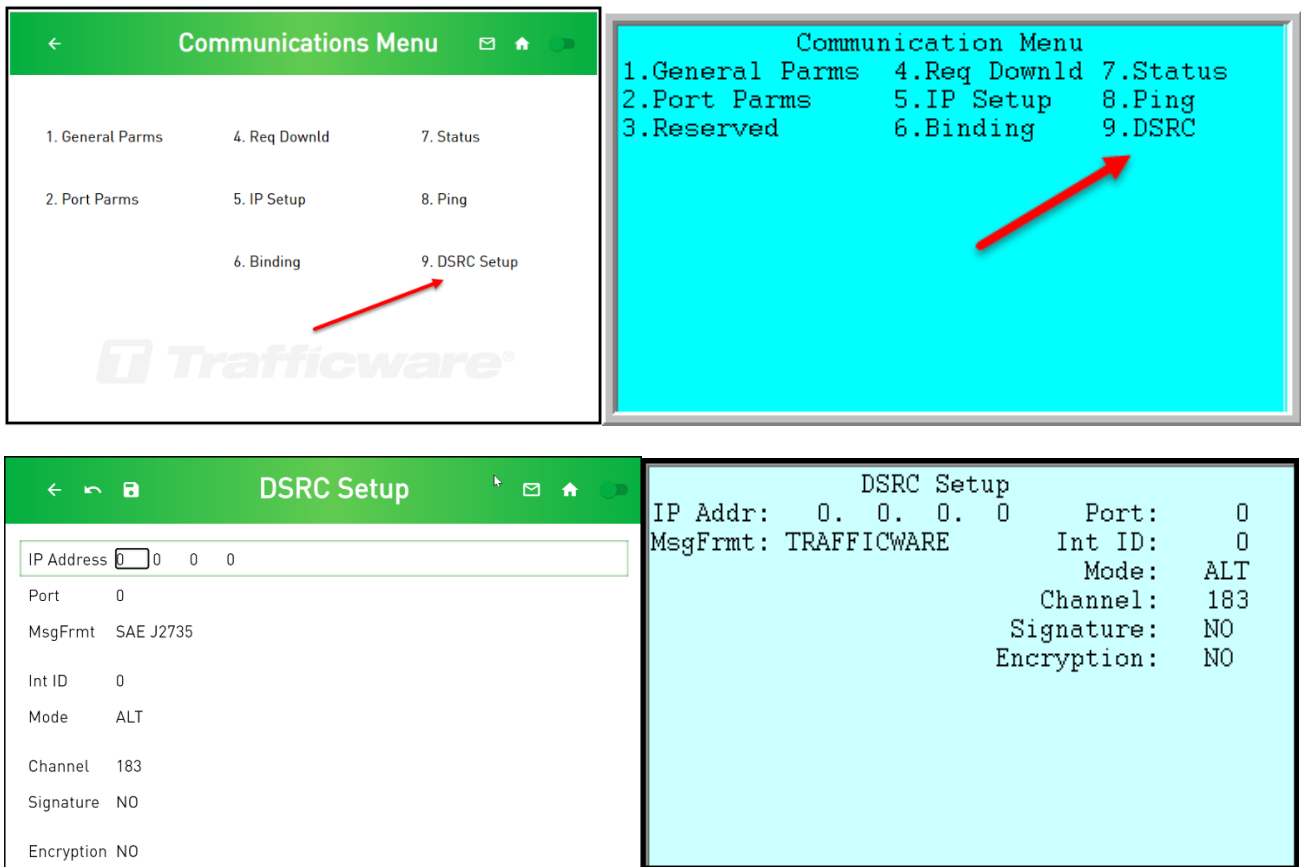 Communications Menu
1. General Parms 4. Req Downld 7. Status
2. Port Parms 5. IP Setup 8. Ping
6. Binding 9. DSRC Setup
T Trafficware®
Communication Menu
1.General Parms 4.Req Downld 7.Status
2.Port Parms 5.IP Setup 8.Ping
3.Reserved 6.Binding 9.DSRC
DSRC Setup
IP Address 0 0 0 0
Port 0
MsgFrmt SAE J2735
Int ID 0
Mode ALT
Channel 183
Signature NO
Encryption NO
DSRC Setup
IP Addr: 0. 0. 0. 0 Port: 0
MsgFrmt: TRAFFICWARE Int ID: 0
Mode: ALT
Channel: 183
Signature: NO
Encryption: NO